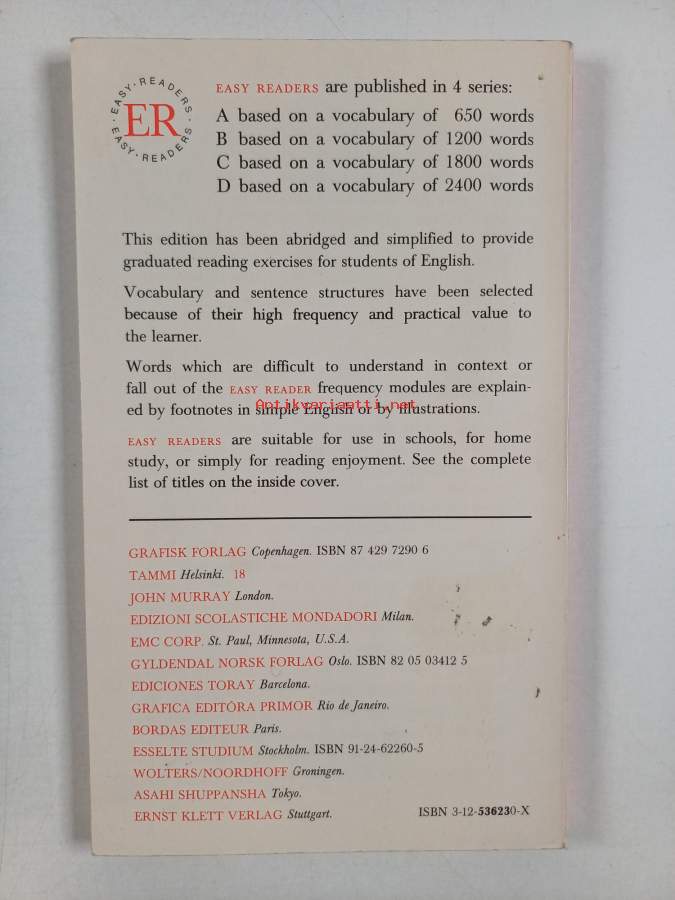 · EASY · READERS ·
ER
EASY · READERS
EASY READERS are published in 4 series:
A based on a vocabulary of 650 words
B based on a vocabulary of 1200 words
C based on a vocabulary of 1800 words
D based on a vocabulary of 2400 words
This edition has been abridged and simplified to provide
graduated reading exercises for students of English.
Vocabulary and sentence structures have been selected
because of their high frequency and practical value to
the learner.
Words which are difficult to understand in context or
fall out of the EASY READER frequency modules are explain-
ed by footnotes in simple English or by illustrations.
Antikvariaatti.net
EASY READERS are suitable for use in schools, for home
study, or simply for reading enjoyment. See the complete
list of titles on the inside cover.
GRAFISK FORLAG Copenhagen. ISBN 87 429 7290 6
TAMMI Helsinki. 18
JOHN MURRAY London.
EDIZIONI SCOLASTICHE MONDADORI Milan.
EMC CORP. St. Paul, Minnesota, U.S.A.
GYLDENDAL NORSK FORLAG Oslo. ISBN 82 05 03412 5
EDICIONES TORAY Barcelona.
GRAFICA EDITÔRA PRIMOR Rio de Janeiro.
BORDAS EDITEUR Paris.
ESSELTE STUDIUM Stockholm. ISBN 91-24-62260-5
WOLTERS/NOORDHOFF Groningen.
ASAHI SHUPPANSHA Tokyo.
ERNST KLETT VERLAG Stuttgart. ISBN 3-12-536230-X